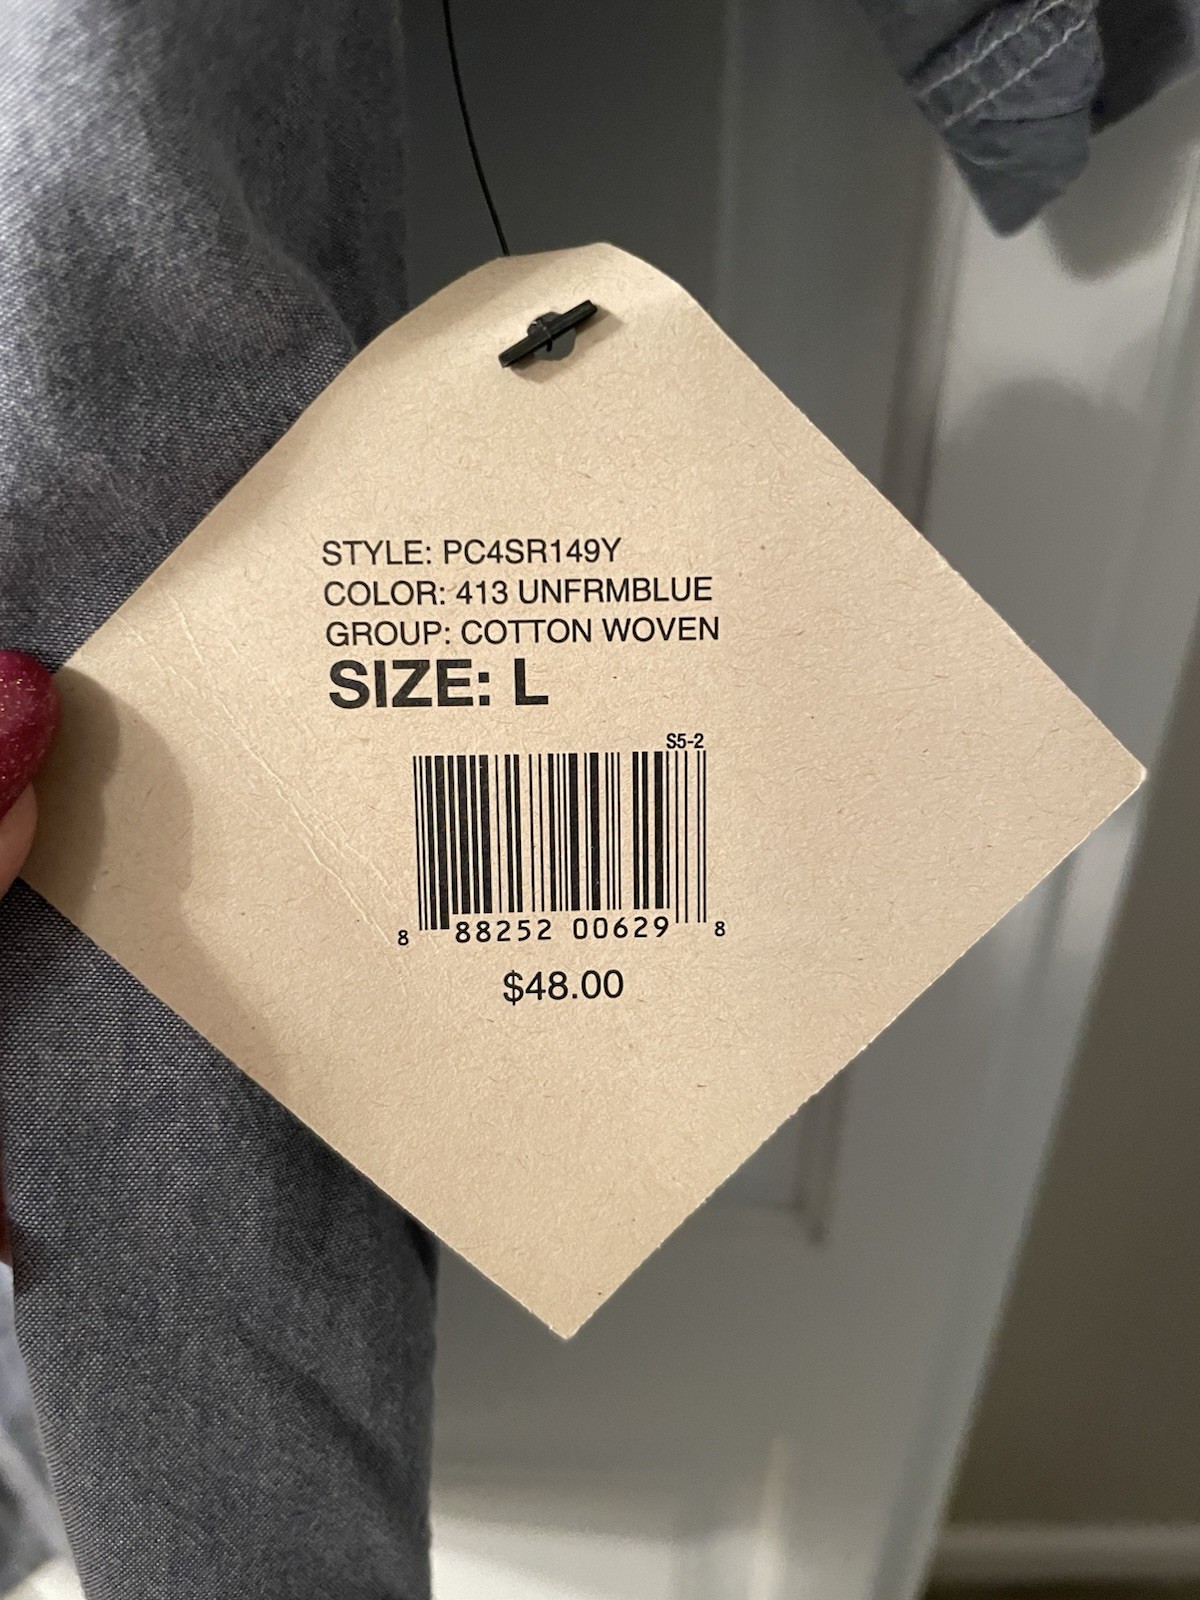 STYLE: PC4SR149Y
COLOR: 413 UNFRMBLUE
GROUP: COTTON WOVEN
SIZE: L
S5-2
8 88252 00629 8
$48.00